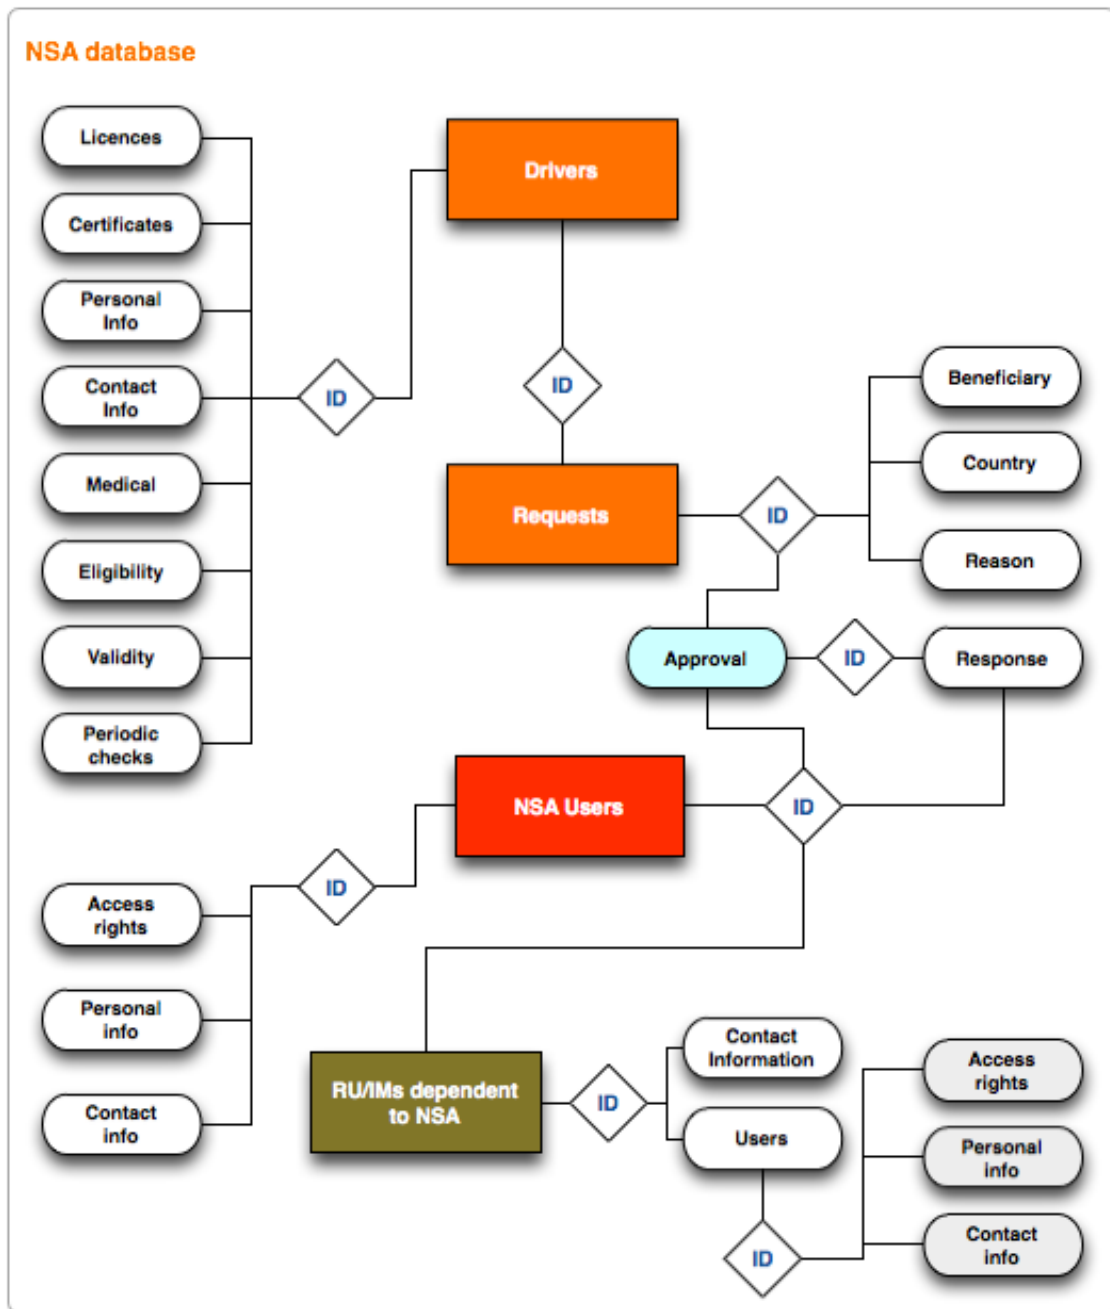 NSA database
Licences
Certificates
Personal
Info
Contact
Info
Medical
Eligibility
Validity
Periodic
checks
ID
Drivers
ID
Requests
ID
Beneficiary
Country
Reason
Approval
ID
Response
NSA Users
ID
ID
Access
rights
Personal
info
Contact
info
RU/IMs dependent
to NSA
ID
Contact
Information
Users
ID
Access
rights
Personal
info
Contact
info